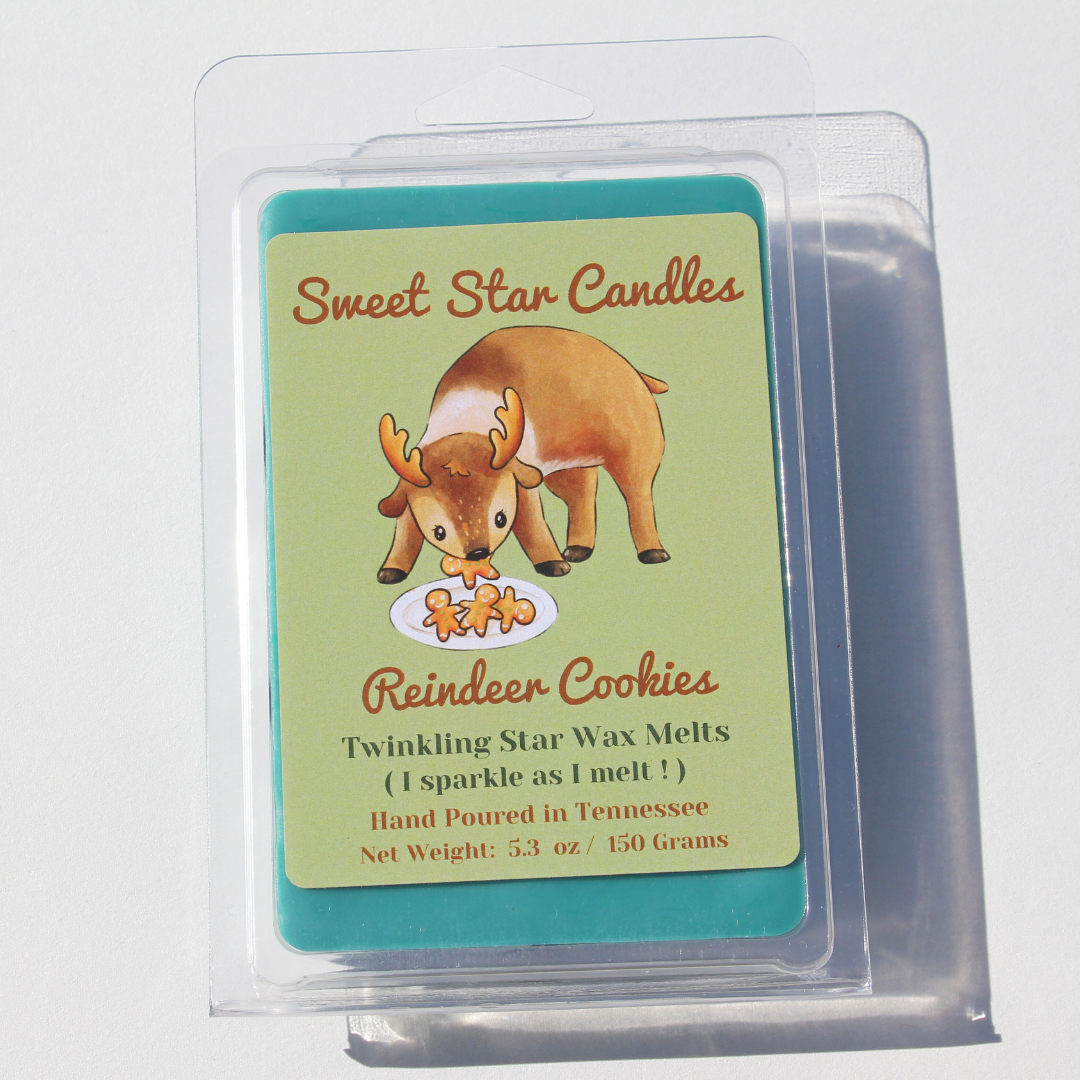 Sweet Star Candles
Reindeer Cookies
Twinkling Star Wax Melts
( I sparkle as I melt ! )
Hand Poured in Tennessee
Net Weight: 5.3 oz / 150 Grams